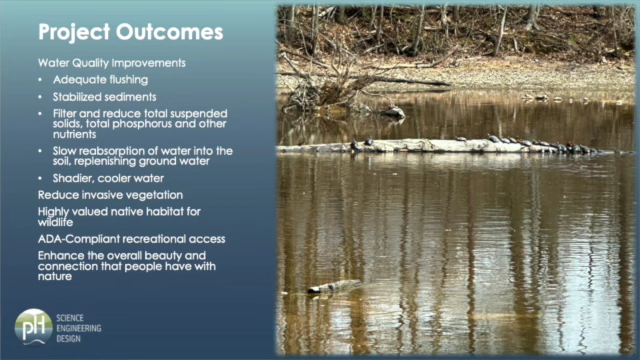 Project Outcomes
Water Quality Improvements
• Adequate flushing
• Stabilized sediments
• Filter and reduce total suspended
solids, total phosphorus and other
nutrients
• Slow reabsorption of water into the
soil, replenishing ground water
• Shadier, cooler water
Reduce invasive vegetation
Highly valued native habitat for
wildlife
ADA-Compliant recreational access
Enhance the overall beauty and
connection that people have with
nature
pH
SCIENCE
ENGINEERING
DESIGN